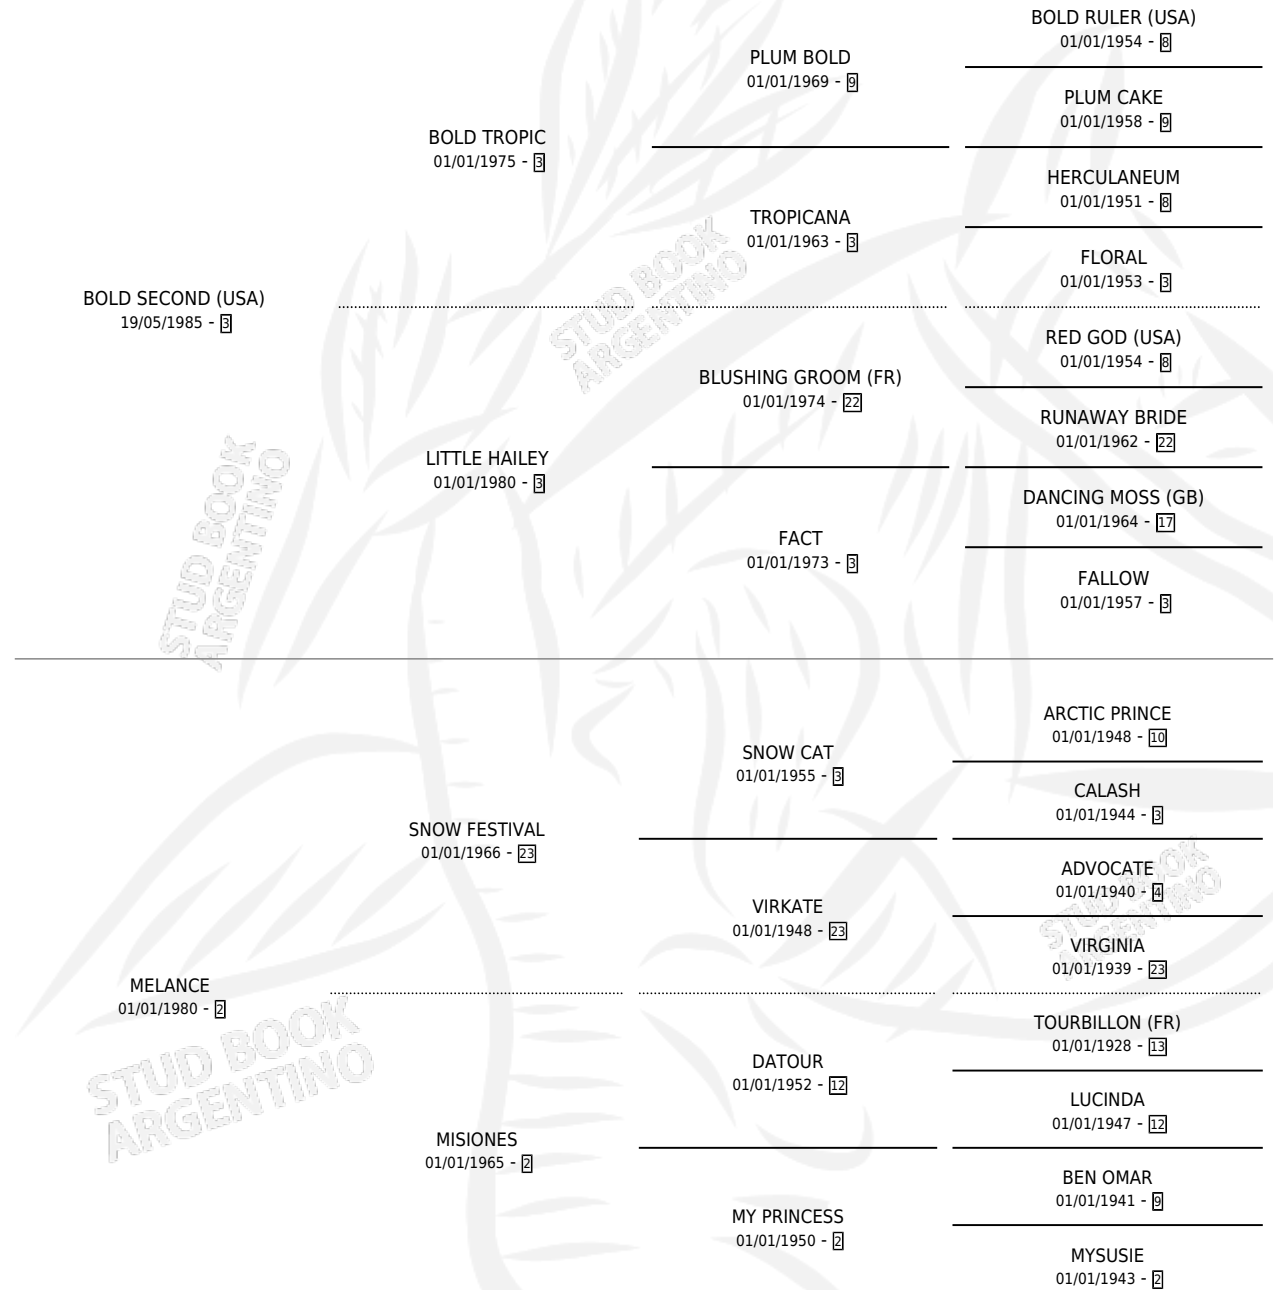 BOLD RULER (USA)
01/01/1954 - 8
PLUM BOLD
01/01/1969 - 9
PLUM CAKE
01/01/1958 - 9
BOLD TROPIC
01/01/1975 - 3
HERCULANEUM
01/01/1951 - 8
TROPICANA
01/01/1963 - 3
FLORAL
01/01/1953 - 3
BOLD SECOND (USA)
19/05/1985 - 3
RED GOD (USA)
01/01/1954 - 8
BLUSHING GROOM (FR)
01/01/1974 - 22
RUNAWAY BRIDE
01/01/1962 - 22
LITTLE HAILEY
01/01/1980 - 3
DANCING MOSS (GB)
01/01/1964 - 17
FACT
01/01/1973 - 3
FALLOW
01/01/1957 - 3
STUD BOOK
ARGENTINO
STUD BOOK
ARGENTINO
ARCTIC PRINCE
01/01/1948 - 10
SNOW CAT
01/01/1955 - 3
CALASH
01/01/1944 - 3
SNOW FESTIVAL
01/01/1966 - 23
ADVOCATE
01/01/1940 - 4
VIRKATE
01/01/1948 - 23
VIRGINIA
01/01/1939 - 23
STUD BOOK
ARGENTINO
MELANCE
01/01/1980 - 2
TOURBILLON (FR)
01/01/1928 - 13
DATOUR
01/01/1952 - 12
LUCINDA
01/01/1947 - 12
STUD BOOK
ARGENTINO
MISIONES
01/01/1965 - 2
BEN OMAR
01/01/1941 - 9
MY PRINCESS
01/01/1950 - 2
MYSUSIE
01/01/1943 - 2